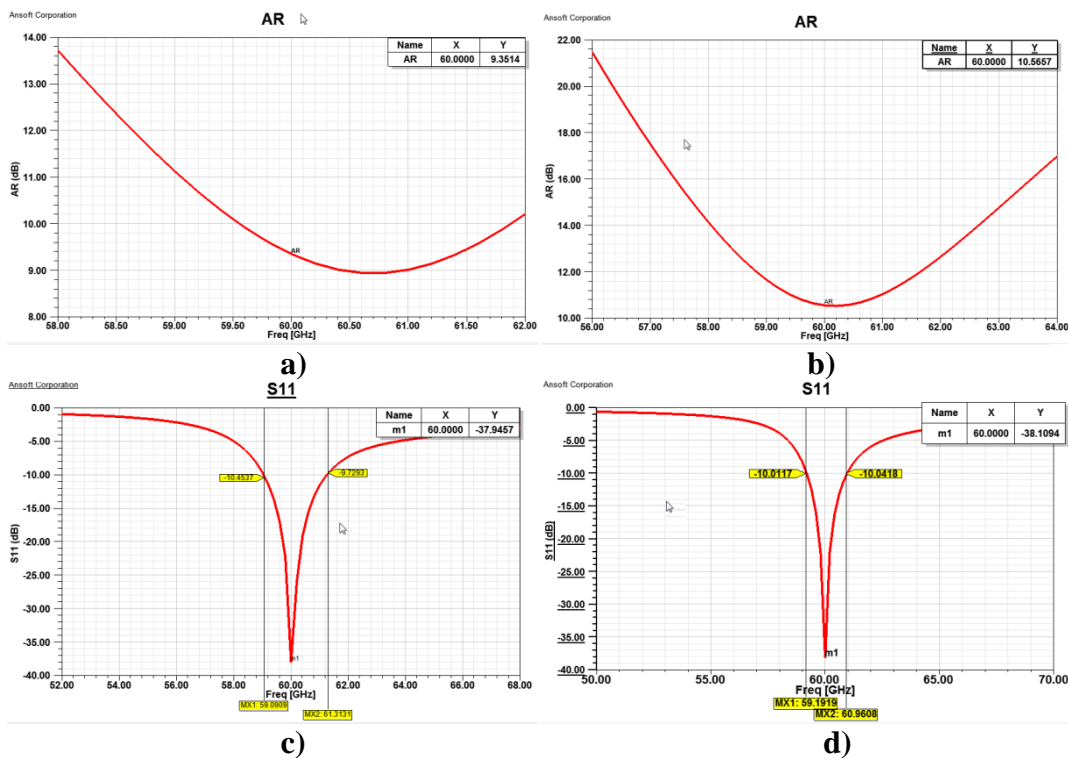 Ansoft Corporation
AR
Name X Y
AR 60.0000 9.3514
14.00
13.00
12.00
11.00
10.00
9.00
8.00
AR (dB)
AR
58.00 58.50 59.00 59.50 60.00 60.50 61.00 61.50 62.00
Freq [GHz]
a)
Ansoft Corporation
AR
Name X Y
AR 60.0000 10.5657
22.00
20.00
18.00
16.00
14.00
12.00
10.00
AR (dB)
AR
56.00 57.00 58.00 59.00 60.00 61.00 62.00 63.00 64.00
Freq [GHz]
b)
Ansoft Corporation
S11
Name X Y
m1 60.0000 -37.9457
0.00
-5.00
-10.00
-15.00
-20.00
-25.00
-30.00
-35.00
-40.00
S11 (dB)
-10.4537
-9.7293
m1
52.00 54.00 56.00 58.00 60.00 62.00 64.00 66.00 68.00
Freq [GHz]
MX1: 59.0909
MX2: 61.3131
c)
Ansoft Corporation
S11
Name X Y
m1 60.0000 -38.1094
0.00
-5.00
-10.00
-15.00
-20.00
-25.00
-30.00
-35.00
-40.00
S11 (dB)
-10.0117
-10.0418
m1
50.00 55.00 60.00 65.00 70.00
Freq [GHz]
MX1: 59.1919
MX2: 60.9608
d)